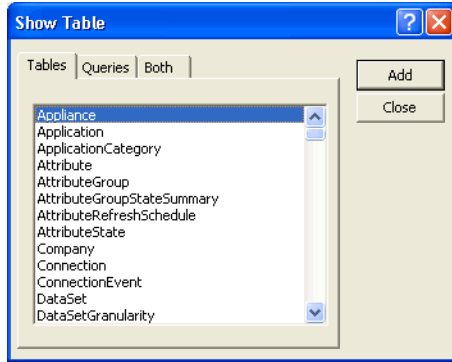 Show Table
Tables Queries Both
Add
Close
Appliance
Application
ApplicationCategory
Attribute
AttributeGroup
AttributeGroupStateSummary
AttributeRefreshSchedule
AttributeState
Company
Connection
ConnectionEvent
DataSet
DataSetGranularity